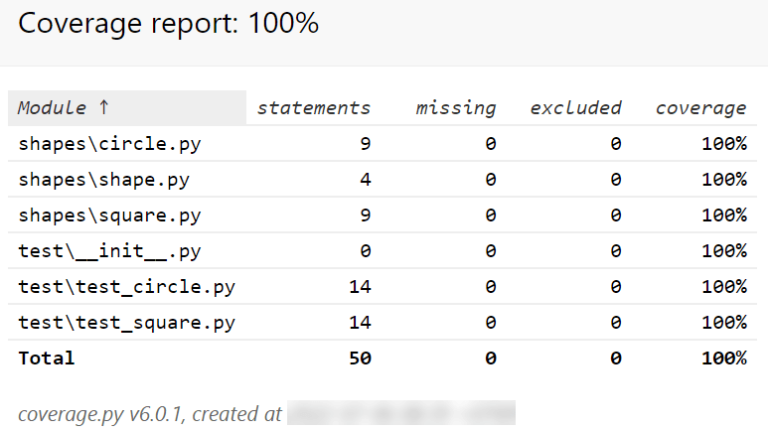 Coverage report: 100%
Module ↑ statements missing excluded coverage
shapes\circle.py 9 0 0 100%
shapes\shape.py 4 0 0 100%
shapes\square.py 9 0 0 100%
test\__init__.py 0 0 0 100%
test\test_circle.py 14 0 0 100%
test\test_square.py 14 0 0 100%
Total 50 0 0 100%
coverage.py v6.0.1, created at